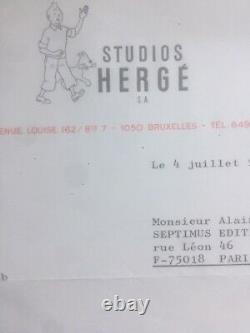 STUDIOS
HERGÉ
S.A
ENUE LOUISE 162/Bte 7 - 1050 BRUXELLES - TÉL. 649
Le 4 juillet
Monsieur Alai
SEPTIMUS EDIT
rue Léon 46
F-75018 PARI
b